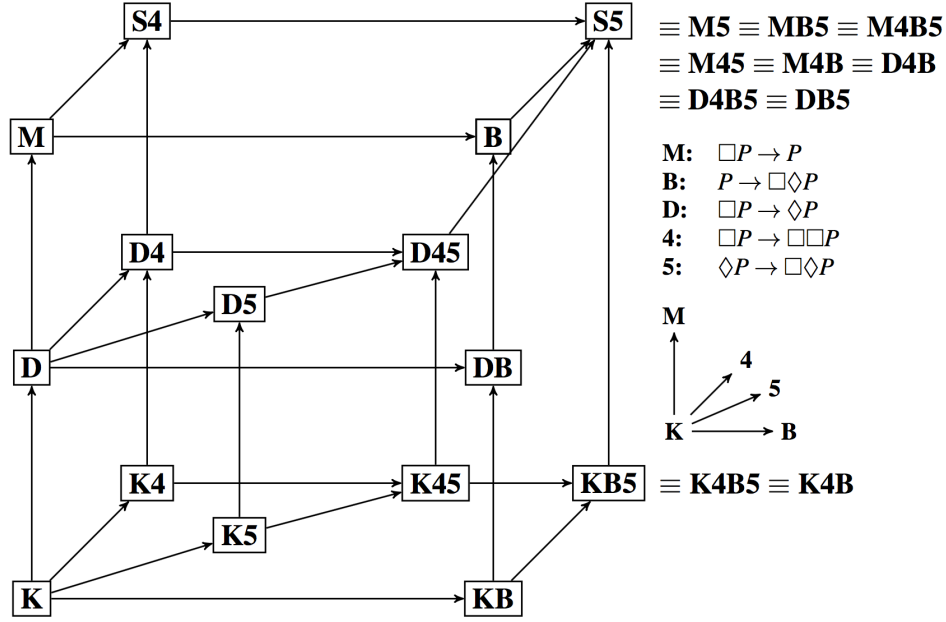 S4
S5
≡ M5 ≡ MB5 ≡ M4B5
≡ M45 ≡ M4B ≡ D4B
≡ D4B5 ≡ DB5
M
B
M: □P → P
B: P → □◇P
D: □P → ◇P
4: □P → □□P
5: ◇P → □◇P
D4
D45
D5
D
DB
M
4
5
K
B
K4
K45
KB5
≡ K4B5 ≡ K4B
K5
K
KB